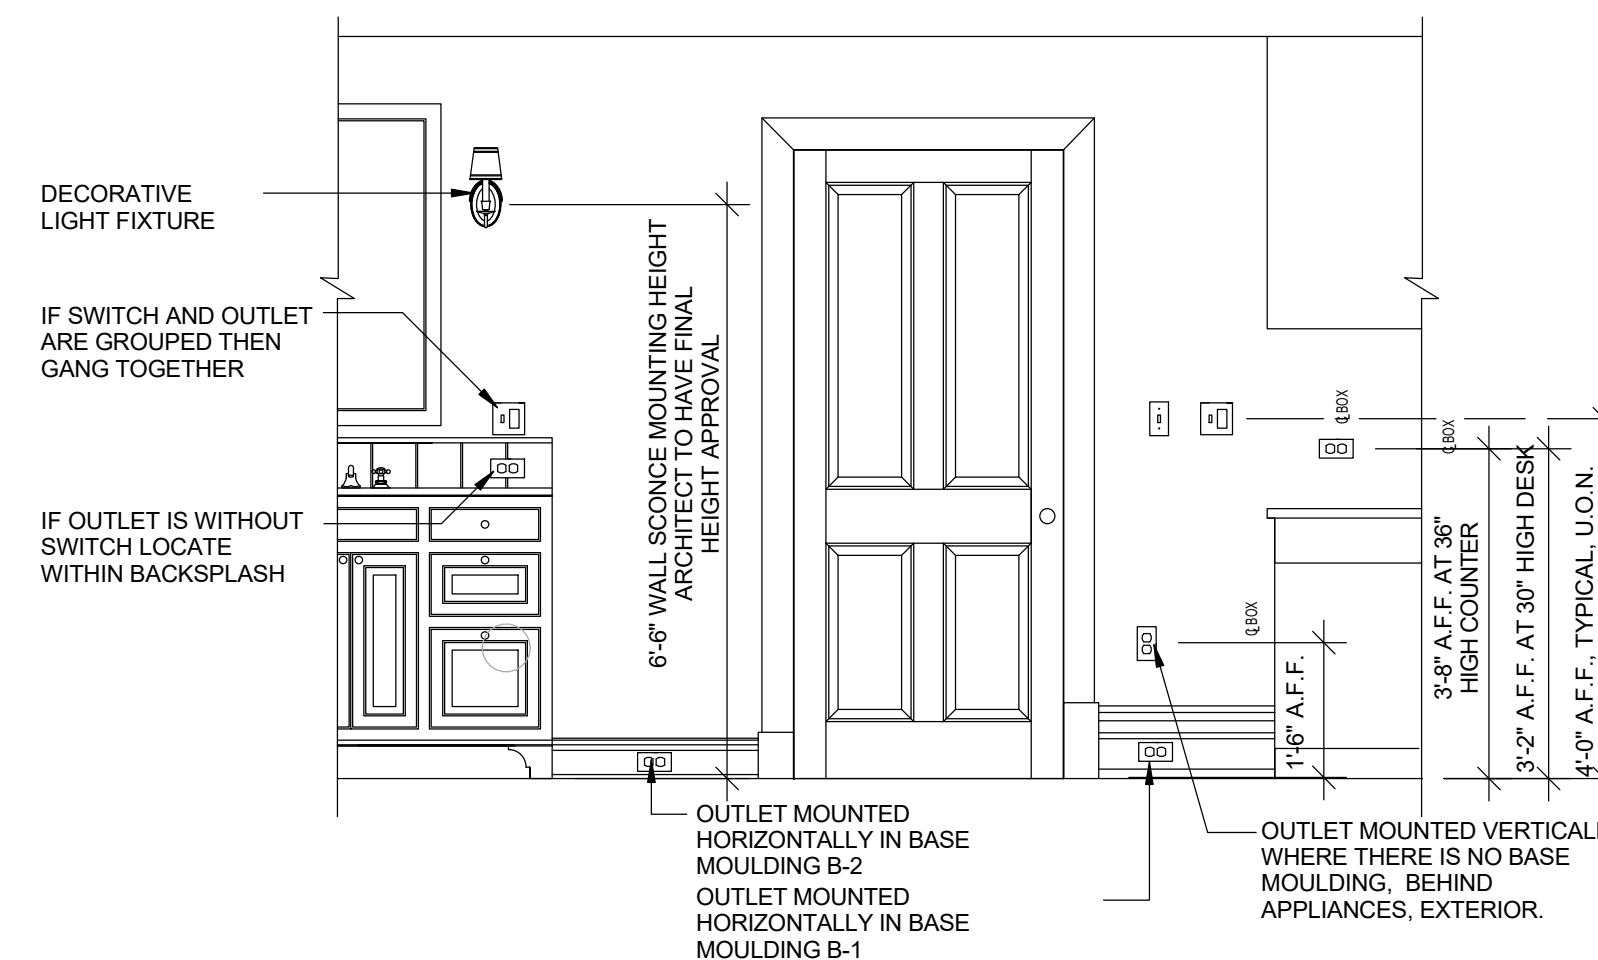 DECORATIVE
LIGHT FIXTURE
IF SWITCH AND OUTLET
ARE GROUPED THEN
GANG TOGETHER
IF OUTLET IS WITHOUT
SWITCH LOCATE
WITHIN BACKSPLASH
6'-6" WALL SCONCE MOUNTING HEIGHT
ARCHITECT TO HAVE FINAL
HEIGHT APPROVAL
℄ BOX
℄ BOX
℄ BOX
1'-6" A.F.F.
3'-8" A.F.F. AT 36"
HIGH COUNTER
3'-2" A.F.F. AT 30" HIGH DESK
4'-0" A.F.F., TYPICAL, U.O.N.
OUTLET MOUNTED
HORIZONTALLY IN BASE
MOULDING B-2
OUTLET MOUNTED
HORIZONTALLY IN BASE
MOULDING B-1
OUTLET MOUNTED VERTICALL
WHERE THERE IS NO BASE
MOULDING, BEHIND
APPLIANCES, EXTERIOR.